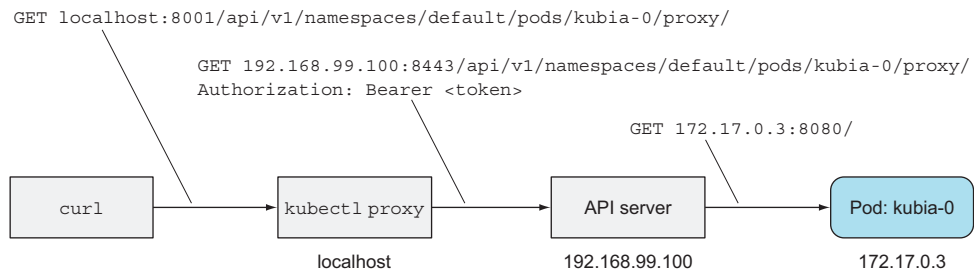 GET localhost:8001/api/v1/namespaces/default/pods/kubia-0/proxy/
GET 192.168.99.100:8443/api/v1/namespaces/default/pods/kubia-0/proxy/
Authorization: Bearer <token>
GET 172.17.0.3:8080/
curl
kubectl proxy
API server
Pod: kubia-0
localhost
192.168.99.100
172.17.0.3